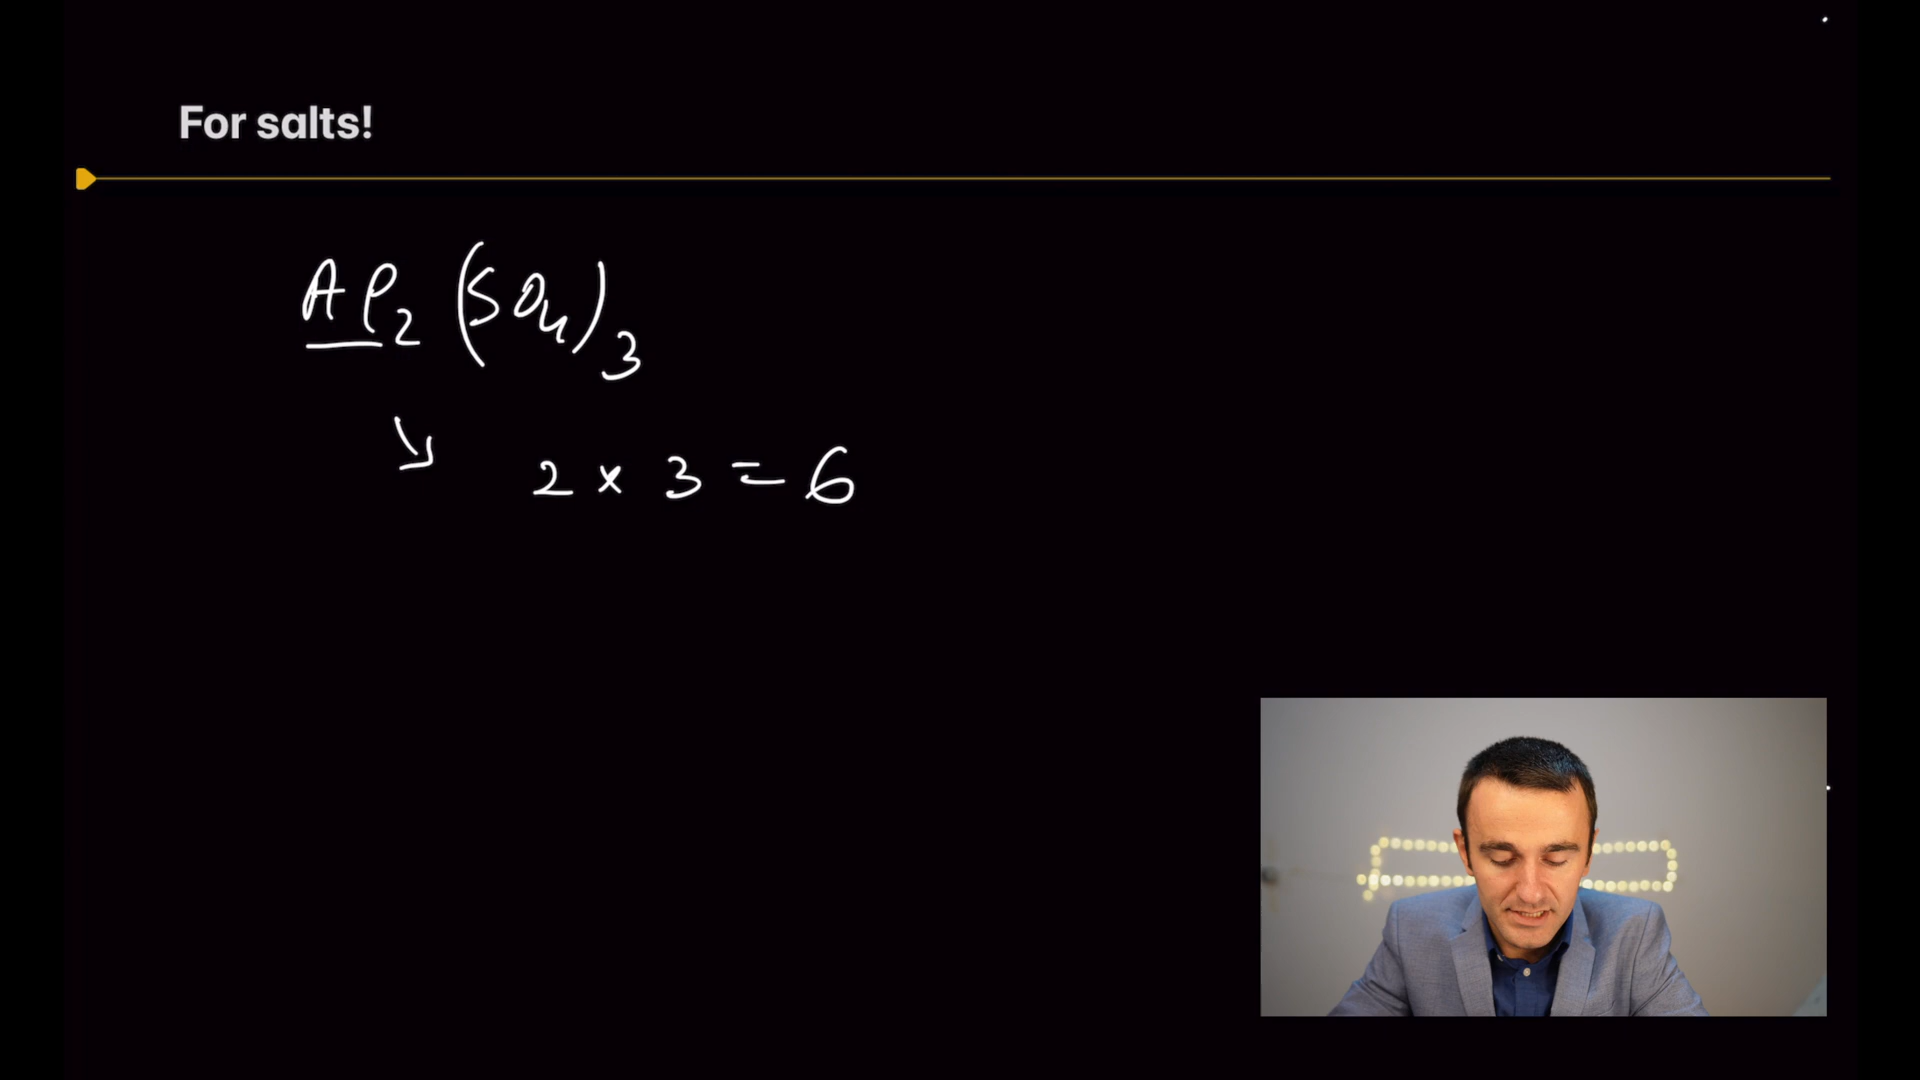 For salts!
Al₂(SO₄)₃
↘ 2 × 3 = 6